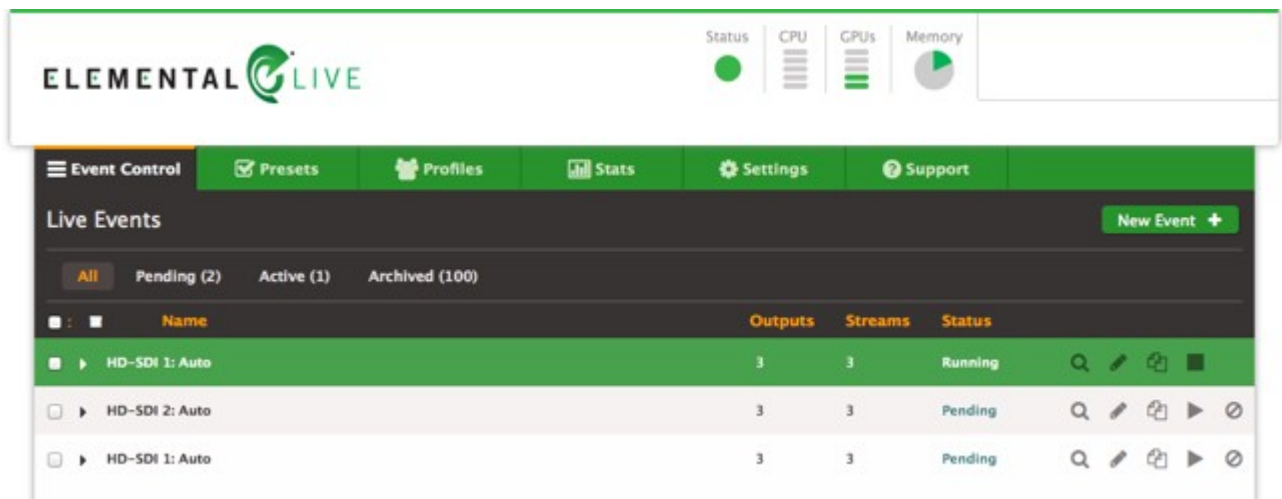 Status CPU GPUs Memory
ELEMENTAL LIVE
Event Control Presets Profiles Stats Settings Support
Live Events New Event +
All Pending (2) Active (1) Archived (100)
: Name Outputs Streams Status
HD-SDI 1: Auto 3 3 Running
HD-SDI 2: Auto 3 3 Pending
HD-SDI 1: Auto 3 3 Pending